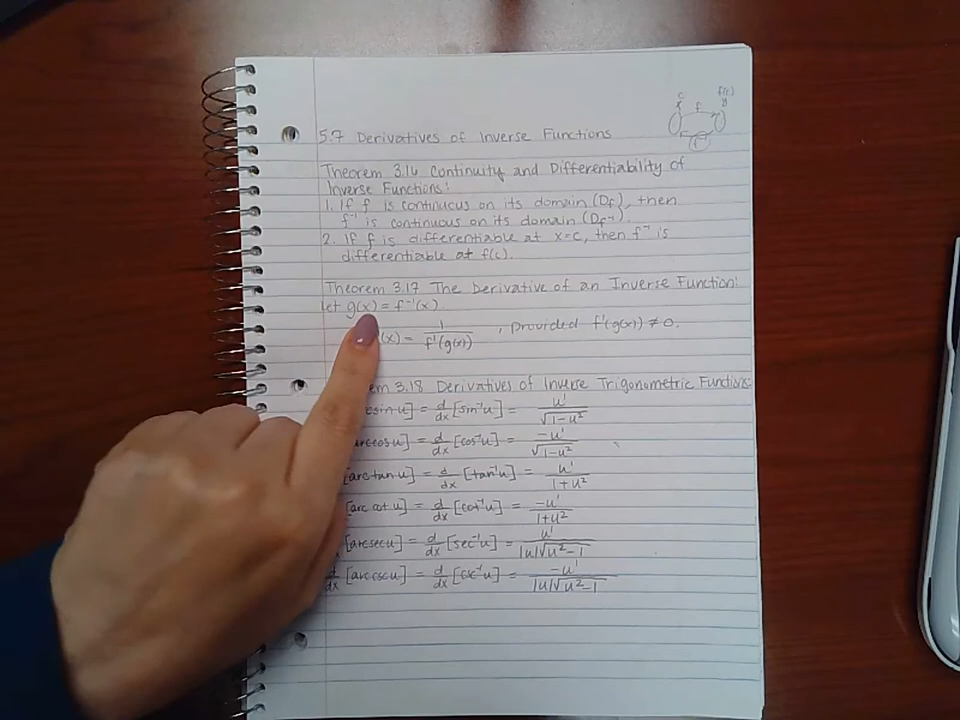 c f(c)
x f y
f⁻¹
5.7 Derivatives of Inverse Functions
Theorem 3.16 Continuity and Differentiability of
Inverse Functions:
1. If f is continuous on its domain (Df), then
f⁻¹ is continuous on its domain (Df⁻¹).
2. If f is differentiable at x=c, then f⁻¹ is
differentiable at f(c).
Theorem 3.17 The Derivative of an Inverse Function:
let g(x) = f⁻¹(x)
(x) = 1/f'(g(x)) , provided f'(g(x)) ≠ 0.
em 3.18 Derivatives of Inverse Trigonometric Functions:
csin u] = d/dx [sin⁻¹u] = u'/√(1-u²)
arccos u] = d/dx [cos⁻¹u] = -u'/√(1-u²)
[arctan u] = d/dx [tan⁻¹u] = u'/(1+u²)
[arc cot u] = d/dx [cot⁻¹u] = -u'/(1+u²)
[arcsec u] = d/dx [sec⁻¹u] = u'/(|u|√(u²-1))
d/dx [arccsc u] = d/dx [csc⁻¹u] = -u'/(|u|√(u²-1))